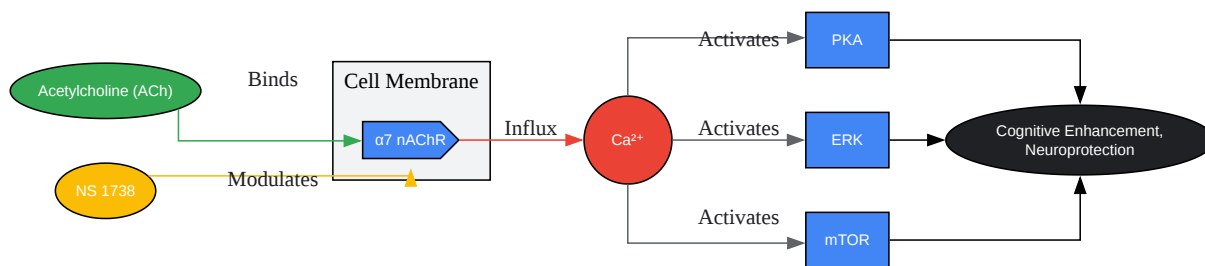 Acetylcholine (ACh)
Binds
NS 1738
Modulates
Cell Membrane
α7 nAChR
Influx
Ca²⁺
Activates
PKA
Activates
ERK
Activates
mTOR
Cognitive Enhancement,
Neuroprotection